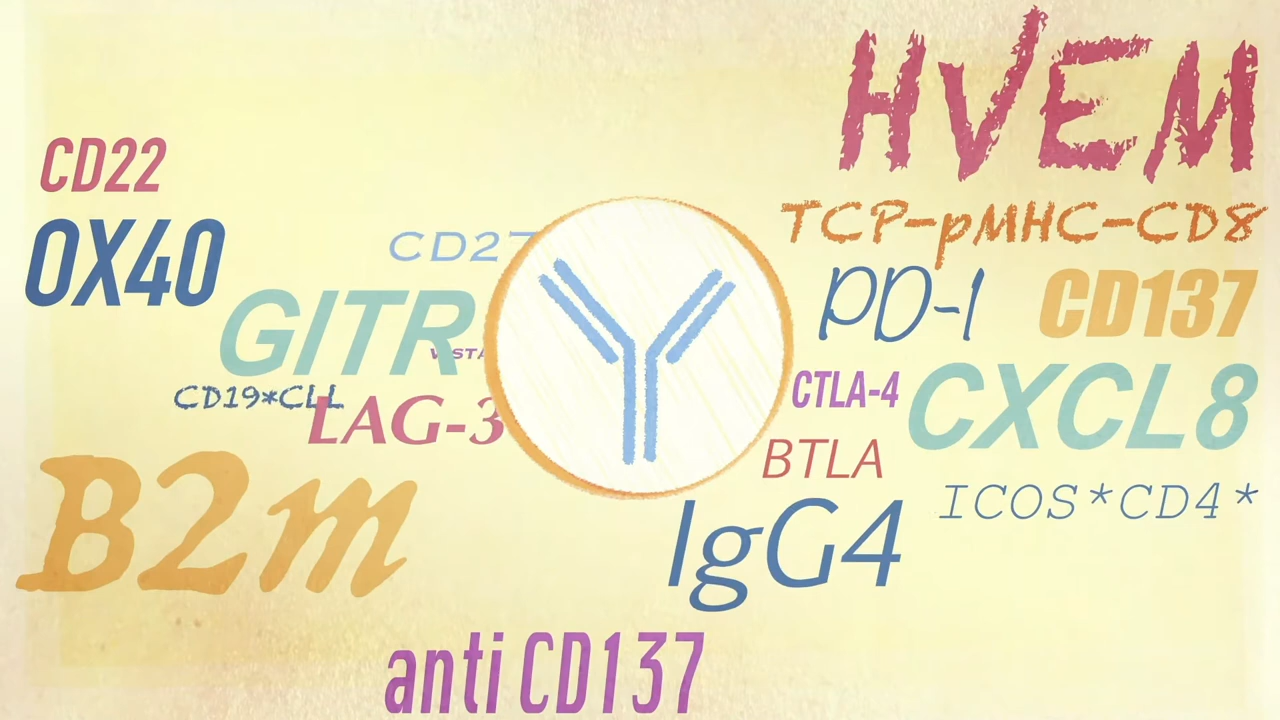 HVEM
CD22
TCP-pMHC-CD8
OX40
CD27
PD-1
CD137
GITR
CTLA-4
CXCL8
CD19*CLL
LAG-3
BTLA
B2m
ICOS*CD4*
IgG4
anti CD137